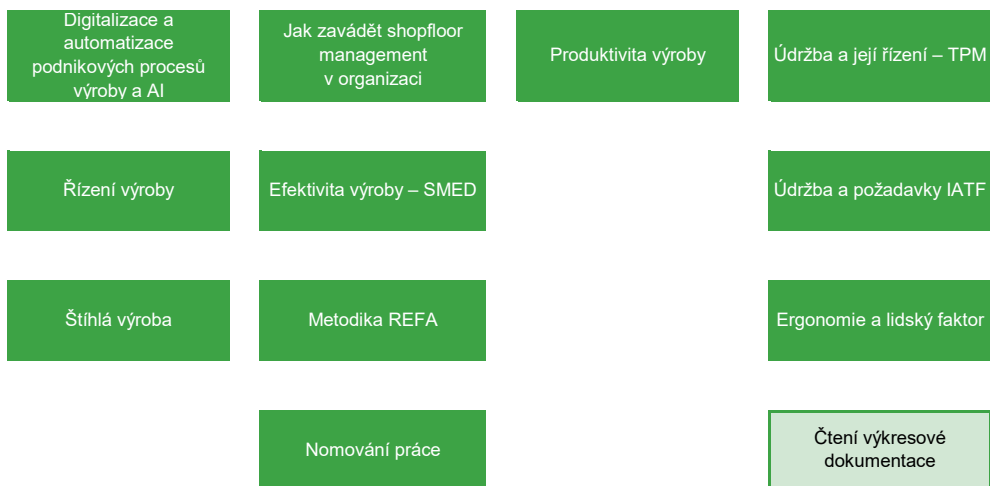 Digitalizace a
automatizace
podnikových procesů
výroby a AI
Jak zavádět shopfloor
management
v organizaci
Produktivita výroby
Údržba a její řízení – TPM
Řízení výroby
Efektivita výroby – SMED
Údržba a požadavky IATF
Štíhlá výroba
Metodika REFA
Ergonomie a lidský faktor
Nomování práce
Čtení výkresové
dokumentace